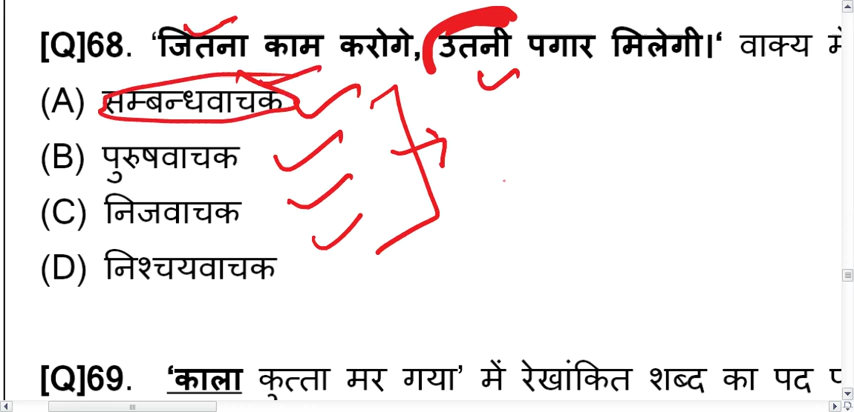 [Q]68. ‘जितना काम करोगे, उतनी पगार मिलेगी।‘ वाक्य में
(A) सम्बन्धवाचक
(B) पुरुषवाचक
(C) निजवाचक
(D) निश्चयवाचक
[Q]69. ‘काला कुत्ता मर गया’ में रेखांकित शब्द का पद